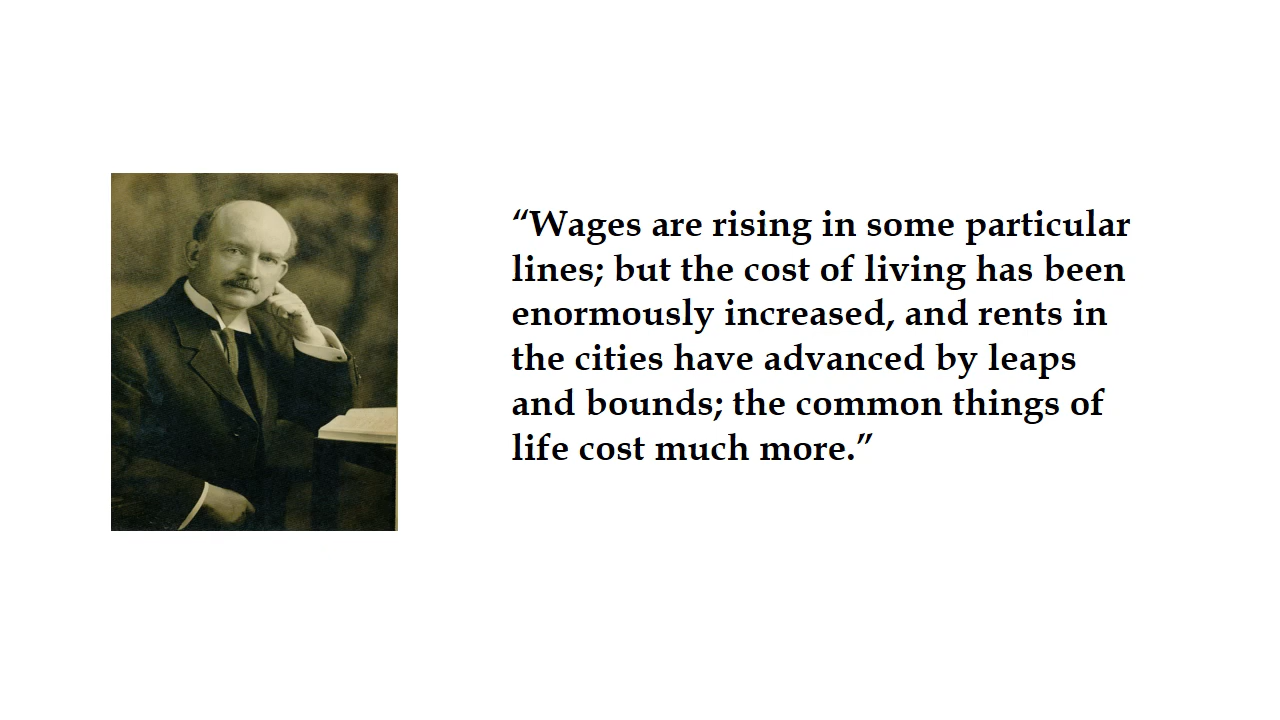 “Wages are rising in some particular
lines; but the cost of living has been
enormously increased, and rents in
the cities have advanced by leaps
and bounds; the common things of
life cost much more.”